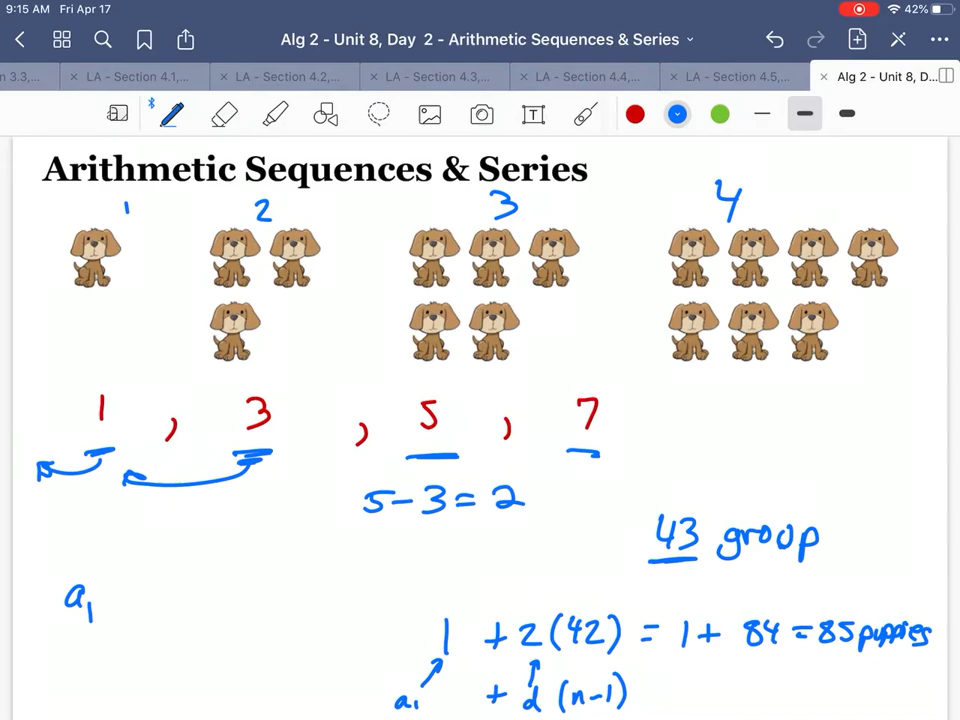 9:15 AM Fri Apr 17 42%
Alg 2 - Unit 8, Day 2 - Arithmetic Sequences & Series
n 3.3,... LA - Section 4.1,... LA - Section 4.2,... LA - Section 4.3,... LA - Section 4.4,... LA - Section 4.5,... Alg 2 - Unit 8, D...
Arithmetic Sequences & Series
1 2 3 4
1 , 3 , 5 , 7
5 - 3 = 2
43 group
a₁
1 + 2 (42) = 1 + 84 = 85 puppies
a₁ + d (n-1)